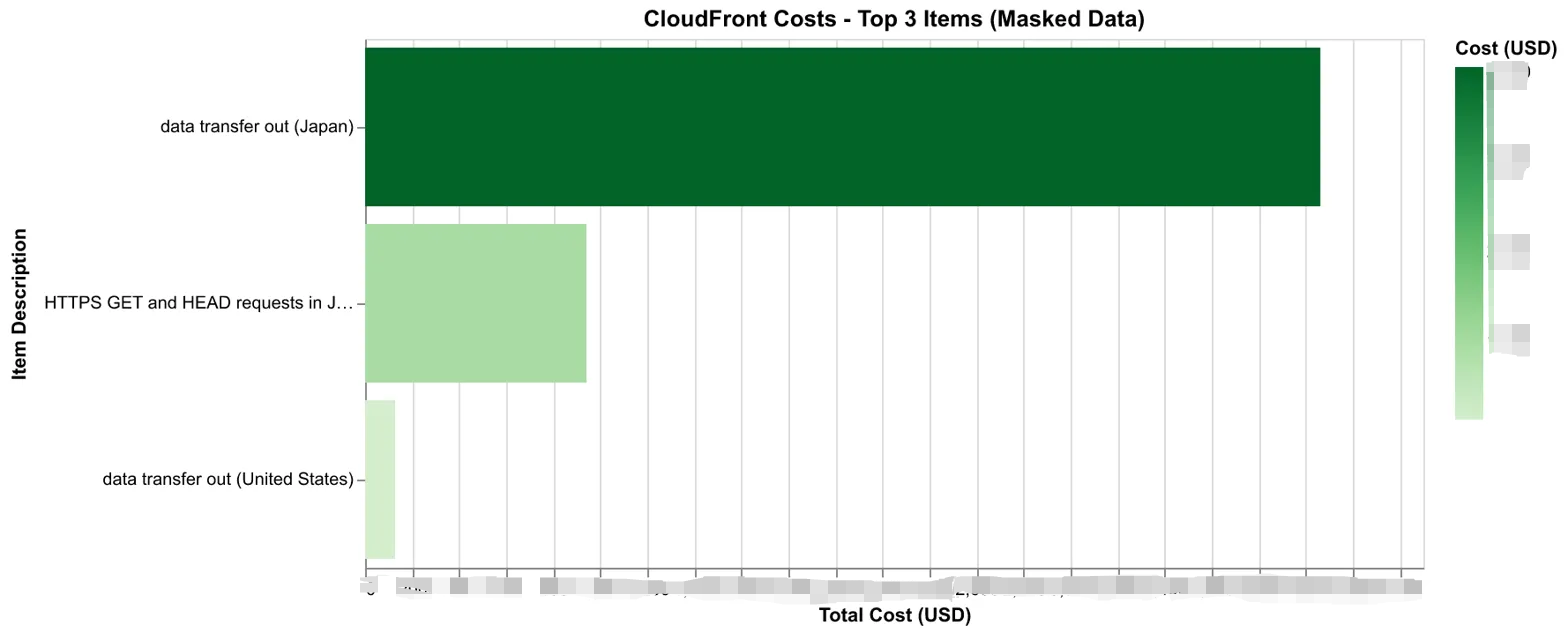 CloudFront Costs - Top 3 Items (Masked Data)
Cost (USD)
data transfer out (Japan)
HTTPS GET and HEAD requests in J…
data transfer out (United States)
Item Description
Total Cost (USD)